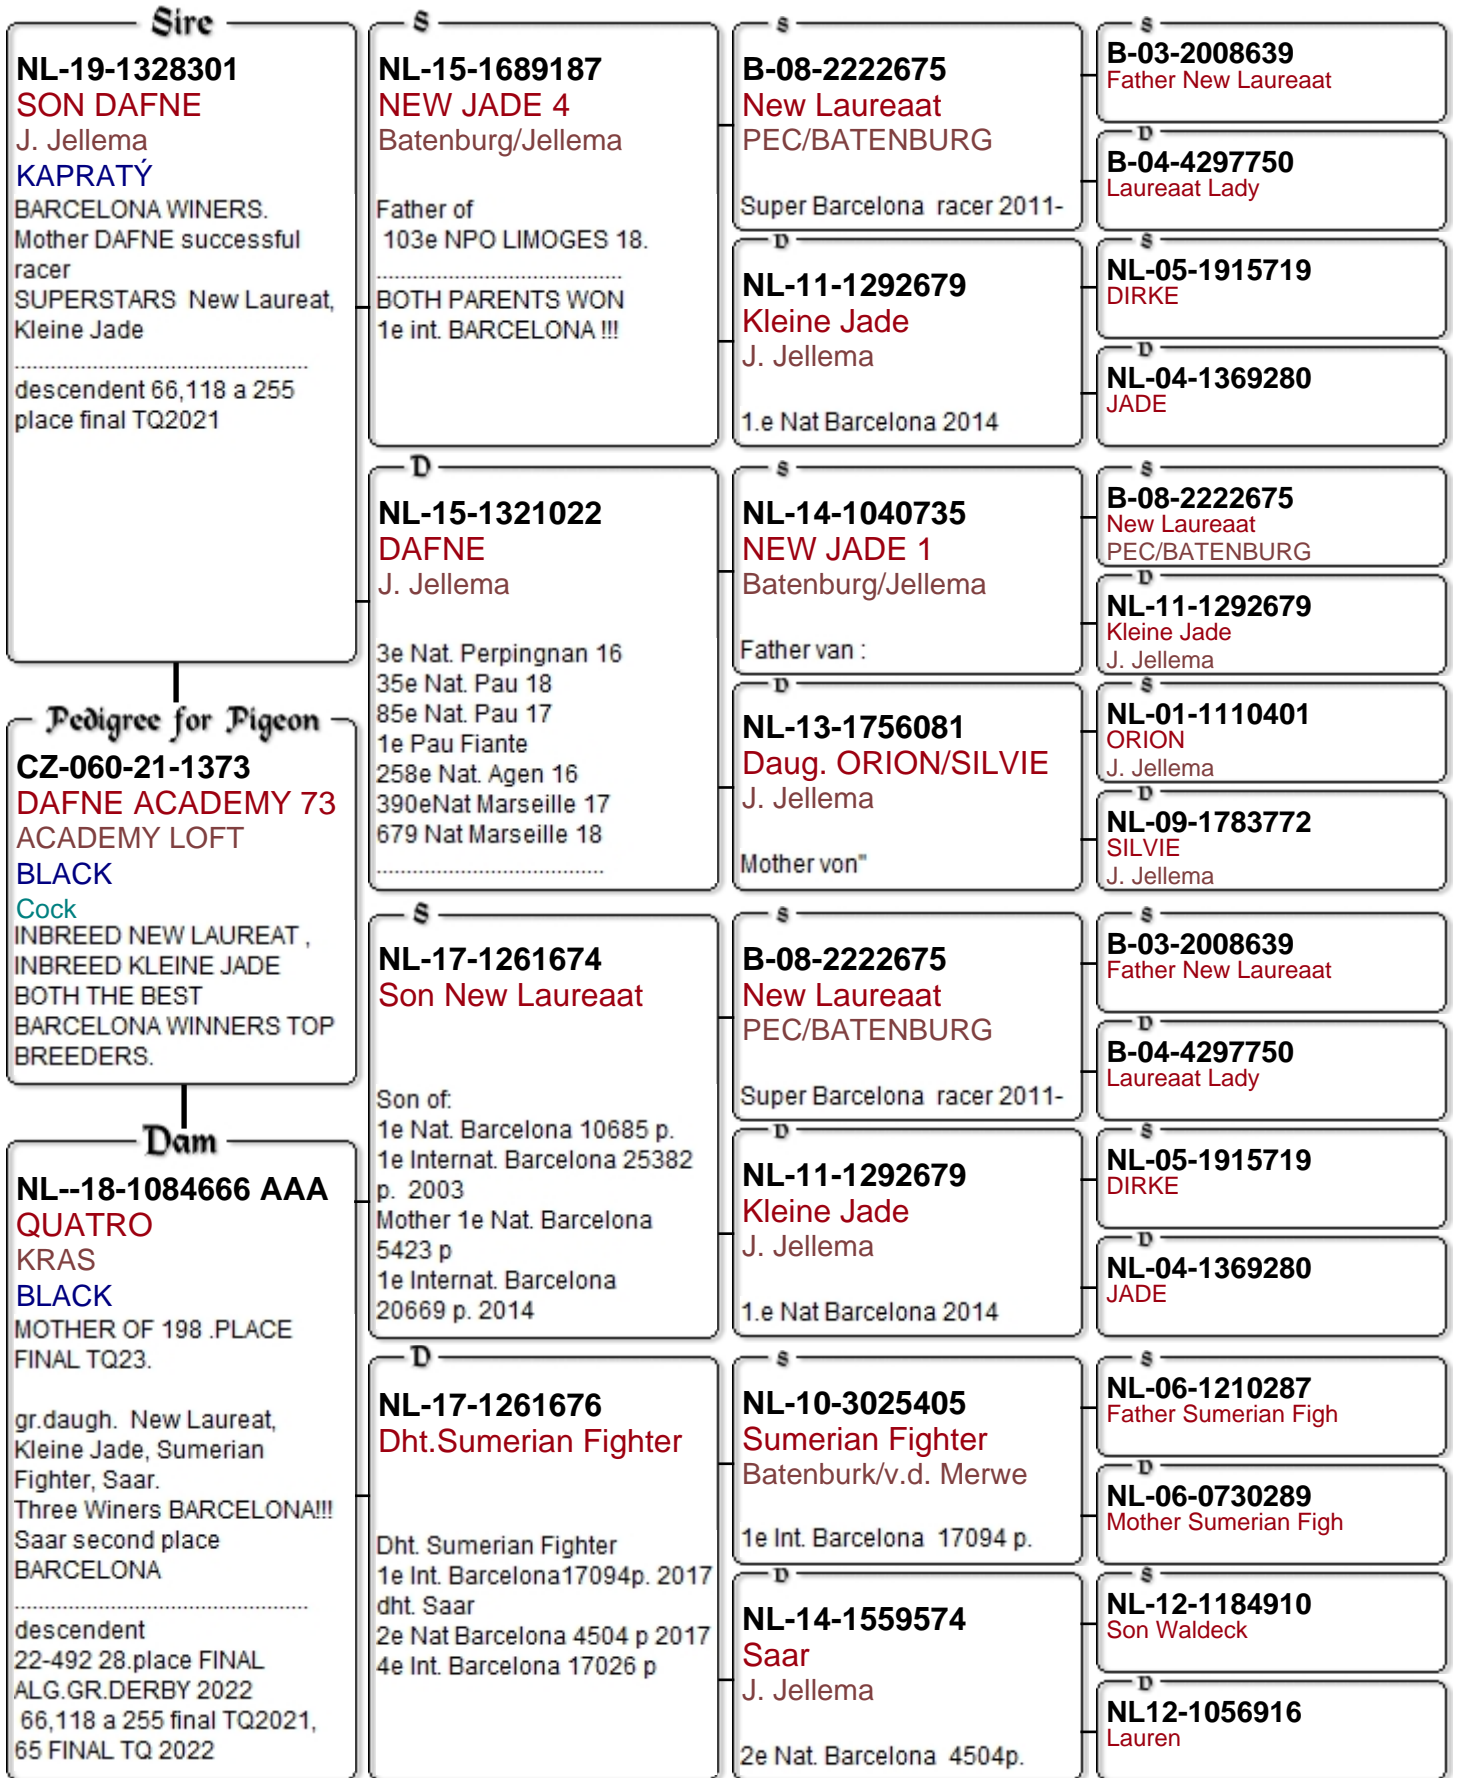 Sire
NL-19-1328301
SON DAFNE
J. Jellema
KAPRATÝ
BARCELONA WINERS.
Mother DAFNE successful
racer
SUPERSTARS New Laureat,
Kleine Jade
.................................................
descendent 66,118 a 255
place final TQ2021
Pedigree for Pigeon
CZ-060-21-1373
DAFNE ACADEMY 73
ACADEMY LOFT
BLACK
Cock
INBREED NEW LAUREAT ,
INBREED KLEINE JADE
BOTH THE BEST
BARCELONA WINNERS TOP
BREEDERS.
Dam
NL--18-1084666 AAA
QUATRO
KRAS
BLACK
MOTHER OF 198 .PLACE
FINAL TQ23.
gr.daugh. New Laureat,
Kleine Jade, Sumerian
Fighter, Saar.
Three Winers BARCELONA!!!
Saar second place
BARCELONA
.................................................
descendent
22-492 28.place FINAL
ALG.GR.DERBY 2022
66,118 a 255 final TQ2021,
65 FINAL TQ 2022
S
NL-15-1689187
NEW JADE 4
Batenburg/Jellema
Father of
103e NPO LIMOGES 18.
.........................................
BOTH PARENTS WON
1e int. BARCELONA !!!
D
NL-15-1321022
DAFNE
J. Jellema
3e Nat. Perpingnan 16
35e Nat. Pau 18
85e Nat. Pau 17
1e Pau Fiante
258e Nat. Agen 16
390eNat Marseille 17
679 Nat Marseille 18
......................................
S
NL-17-1261674
Son New Laureaat
Son of:
1e Nat. Barcelona 10685 p.
1e Internat. Barcelona 25382
p. 2003
Mother 1e Nat. Barcelona
5423 p
1e Internat. Barcelona
20669 p. 2014
D
NL-17-1261676
Dht.Sumerian Fighter
Dht. Sumerian Fighter
1e Int. Barcelona17094p. 2017
dht. Saar
2e Nat Barcelona 4504 p 2017
4e Int. Barcelona 17026 p
S
B-08-2222675
New Laureaat
PEC/BATENBURG
Super Barcelona racer 2011-
D
NL-11-1292679
Kleine Jade
J. Jellema
1.e Nat Barcelona 2014
S
NL-14-1040735
NEW JADE 1
Batenburg/Jellema
Father van :
D
NL-13-1756081
Daug. ORION/SILVIE
J. Jellema
Mother von"
S
B-08-2222675
New Laureaat
PEC/BATENBURG
Super Barcelona racer 2011-
D
NL-11-1292679
Kleine Jade
J. Jellema
1.e Nat Barcelona 2014
S
NL-10-3025405
Sumerian Fighter
Batenburk/v.d. Merwe
1e Int. Barcelona 17094 p.
D
NL-14-1559574
Saar
J. Jellema
2e Nat. Barcelona 4504p.
S
B-03-2008639
Father New Laureaat
D
B-04-4297750
Laureaat Lady
S
NL-05-1915719
DIRKE
D
NL-04-1369280
JADE
S
B-08-2222675
New Laureaat
PEC/BATENBURG
D
NL-11-1292679
Kleine Jade
J. Jellema
S
NL-01-1110401
ORION
J. Jellema
D
NL-09-1783772
SILVIE
J. Jellema
S
B-03-2008639
Father New Laureaat
D
B-04-4297750
Laureaat Lady
S
NL-05-1915719
DIRKE
D
NL-04-1369280
JADE
S
NL-06-1210287
Father Sumerian Figh
D
NL-06-0730289
Mother Sumerian Figh
S
NL-12-1184910
Son Waldeck
D
NL12-1056916
Lauren